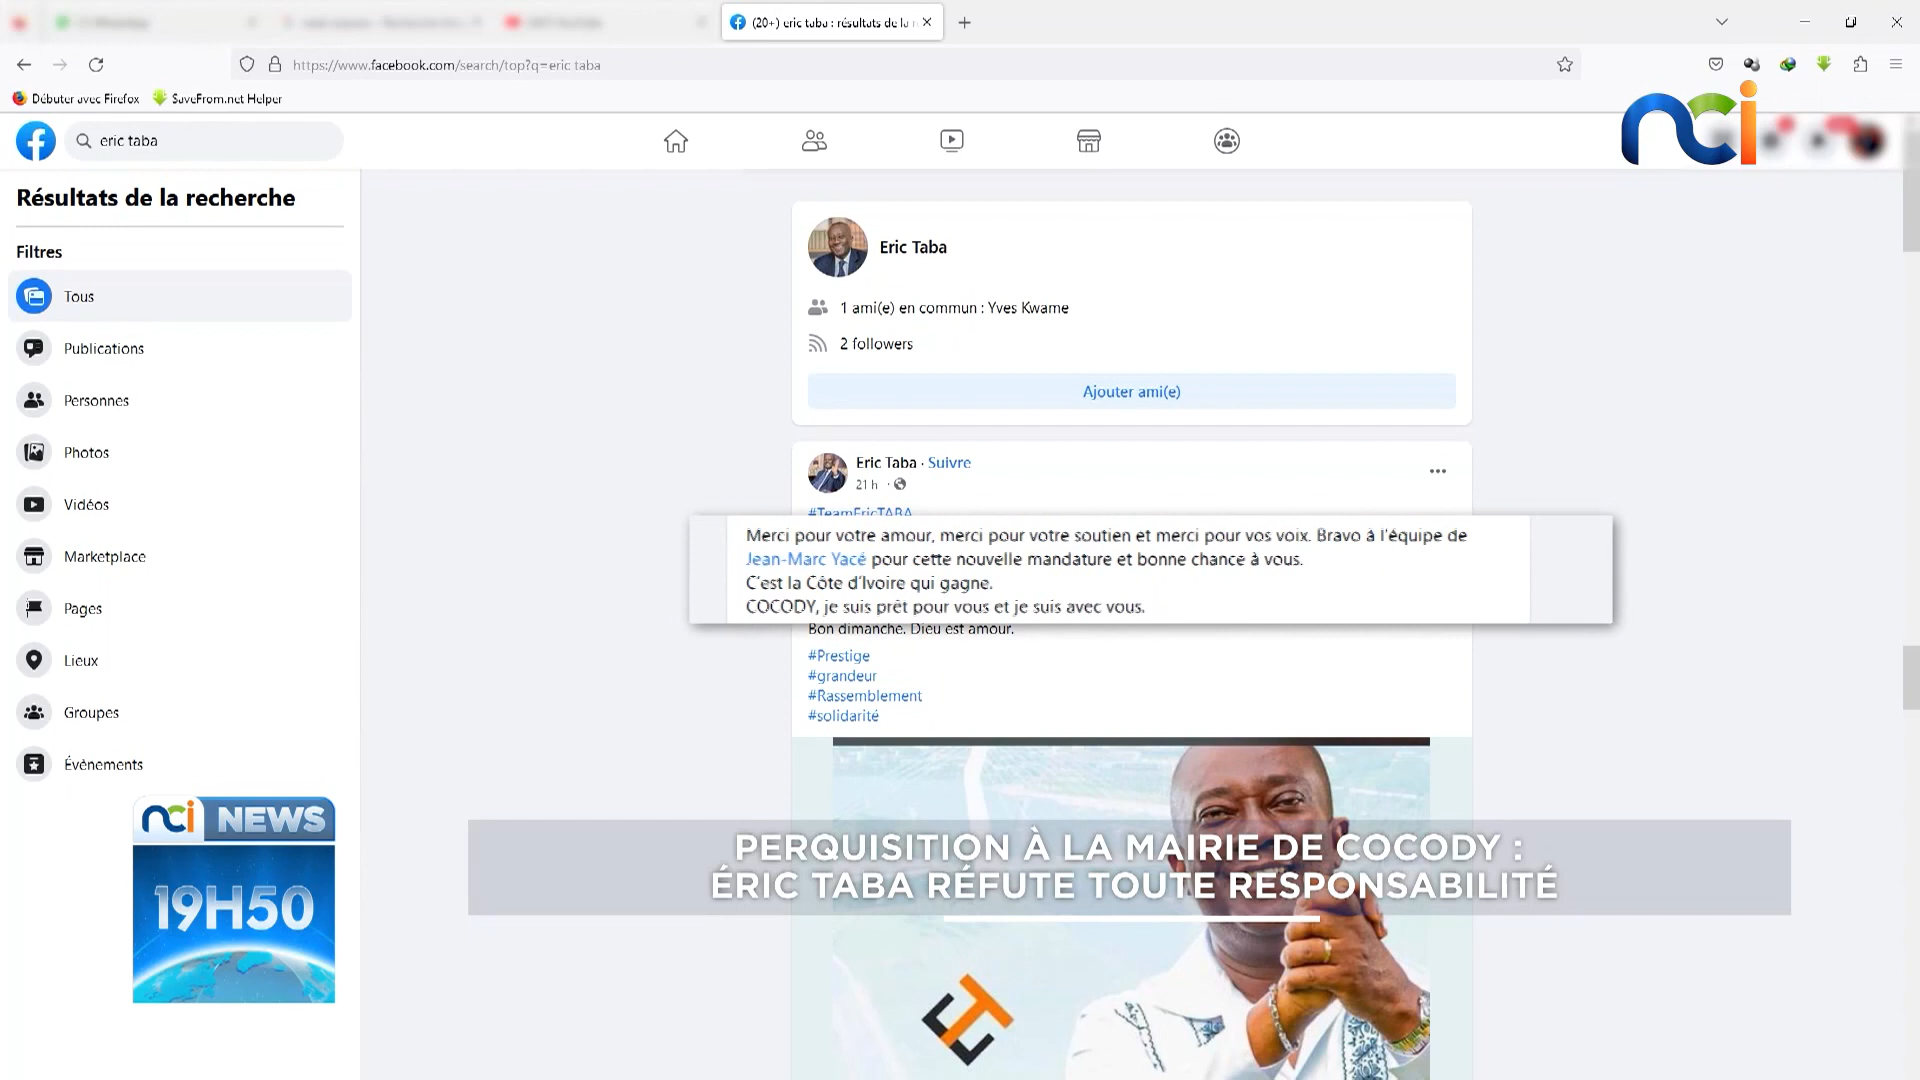 (20+) eric taba : résultats de la r
https://www.facebook.com/search/top?q=eric taba
Débuter avec Firefox
SaveFrom.net Helper
nci
eric taba
Résultats de la recherche
Filtres
Tous
Publications
Personnes
Photos
Vidéos
Marketplace
Pages
Lieux
Groupes
Évènements
Eric Taba
1 ami(e) en commun : Yves Kwame
2 followers
Ajouter ami(e)
Eric Taba · Suivre
21 h ·
#TeamEricTABA
Merci pour votre amour, merci pour votre soutien et merci pour vos voix. Bravo à l'équipe de
Jean-Marc Yacé pour cette nouvelle mandature et bonne chance à vous.
C'est la Côte d'Ivoire qui gagne.
COCODY, je suis prêt pour vous et je suis avec vous.
Bon dimanche. Dieu est amour.
#Prestige
#grandeur
#Rassemblement
#solidarité
nci NEWS
19H50
PERQUISITION À LA MAIRIE DE COCODY :
ÉRIC TABA RÉFUTE TOUTE RESPONSABILITÉ